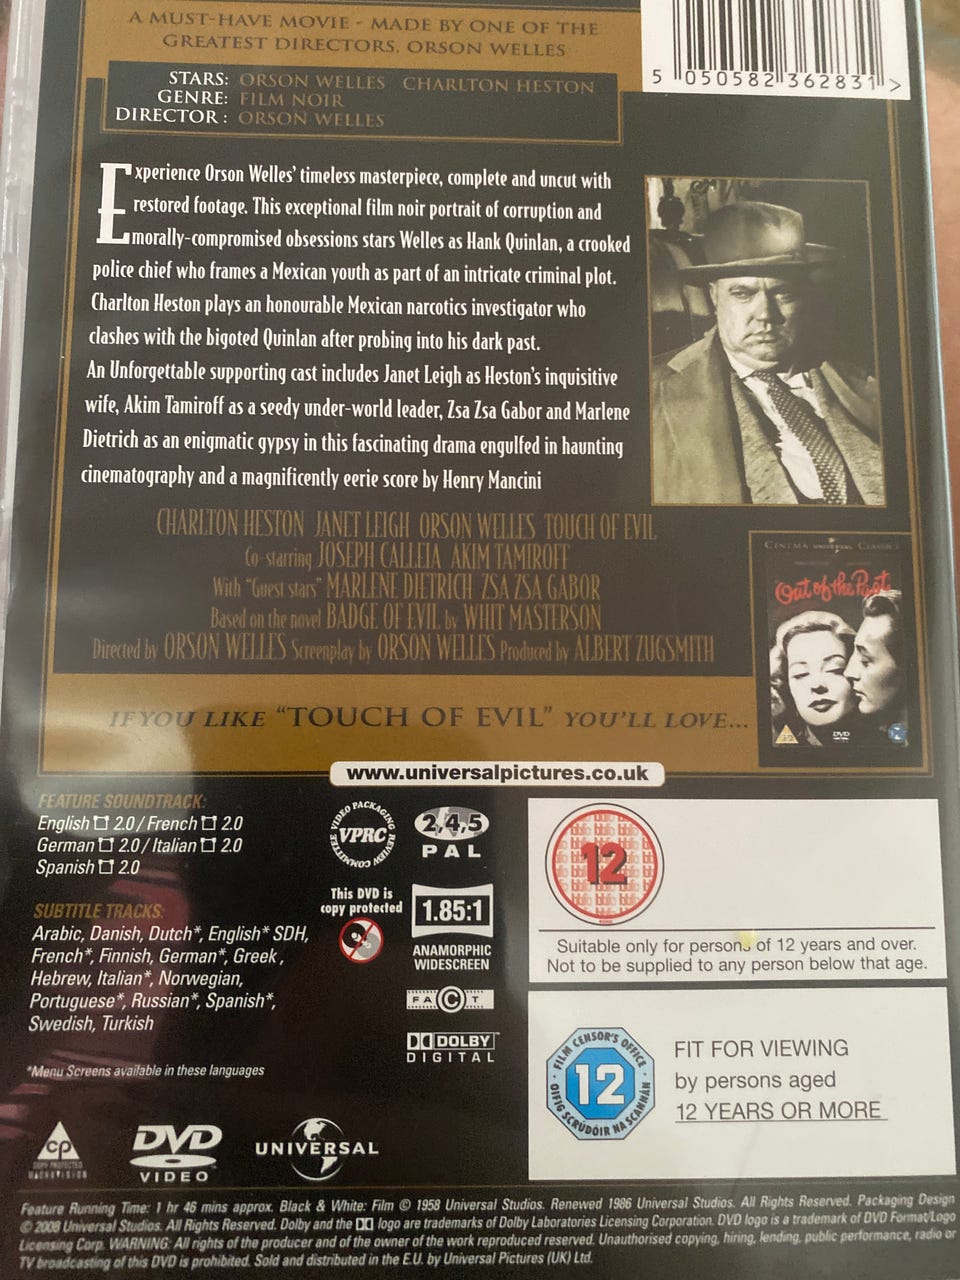 A MUST-HAVE MOVIE - MADE BY ONE OF THE
GREATEST DIRECTORS, ORSON WELLES
5 050582 362831 >
STARS: ORSON WELLES CHARLTON HESTON
GENRE: FILM NOIR
DIRECTOR : ORSON WELLES
Experience Orson Welles' timeless masterpiece, complete and uncut with
restored footage. This exceptional film noir portrait of corruption and
morally-compromised obsessions stars Welles as Hank Quinlan, a crooked
police chief who frames a Mexican youth as part of an intricate criminal plot.
Charlton Heston plays an honourable Mexican narcotics investigator who
clashes with the bigoted Quinlan after probing into his dark past.
An Unforgettable supporting cast includes Janet Leigh as Heston's inquisitive
wife, Akim Tamiroff as a seedy under-world leader, Zsa Zsa Gabor and Marlene
Dietrich as an enigmatic gypsy in this fascinating drama engulfed in haunting
cinematography and a magnificently eerie score by Henry Mancini
CHARLTON HESTON JANET LEIGH ORSON WELLES TOUCH OF EVIL
Co-starring JOSEPH CALLEIA AKIM TAMIROFF
With "Guest stars" MARLENE DIETRICH ZSA ZSA GABOR
Based on the novel BADGE OF EVIL by WHIT MASTERSON
Directed by ORSON WELLES Screenplay by ORSON WELLES Produced by ALBERT ZUGSMITH
CINEMA UNIVERSAL CLASSICS
Out of the Past
PG
DVD
IF YOU LIKE "TOUCH OF EVIL" YOU'LL LOVE...
www.universalpictures.co.uk
FEATURE SOUNDTRACK:
English 2.0 / French 2.0
German 2.0 / Italian 2.0
Spanish 2.0
SUBTITLE TRACKS:
Arabic, Danish, Dutch*, English* SDH,
French*, Finnish, German*, Greek ,
Hebrew, Italian*, Norwegian,
Portuguese*, Russian*, Spanish*,
Swedish, Turkish
*Menu Screens available in these languages
VIDEO PACKAGING REVIEW COMMITTEE
VPRC
This DVD is
copy protected
2,4,5
PAL
1.85:1
ANAMORPHIC
WIDESCREEN
FACT
DOLBY
DIGITAL
12
Suitable only for persons of 12 years and over.
Not to be supplied to any person below that age.
FILM CENSOR'S OFFICE
12
OIFIG SCRÚDÓIR NA SCANNÁN
FIT FOR VIEWING
by persons aged
12 YEARS OR MORE
cp
COPY PROTECTED
MACROVISION
DVD
VIDEO
UNIVERSAL
Feature Running Time: 1 hr 46 mins approx. Black & White: Film © 1958 Universal Studios. Renewed 1986 Universal Studios. All Rights Reserved. Packaging Design
© 2008 Universal Studios. All Rights Reserved. Dolby and the logo are trademarks of Dolby Laboratories Licensing Corporation. DVD logo is a trademark of DVD Format/Logo
Licensing Corp. WARNING: All rights of the producer and of the owner of the work reproduced reserved. Unauthorised copying, hiring, lending, public performance, radio or
TV broadcasting of this DVD is prohibited. Sold and distributed in the E.U. by Universal Pictures (UK) Ltd.